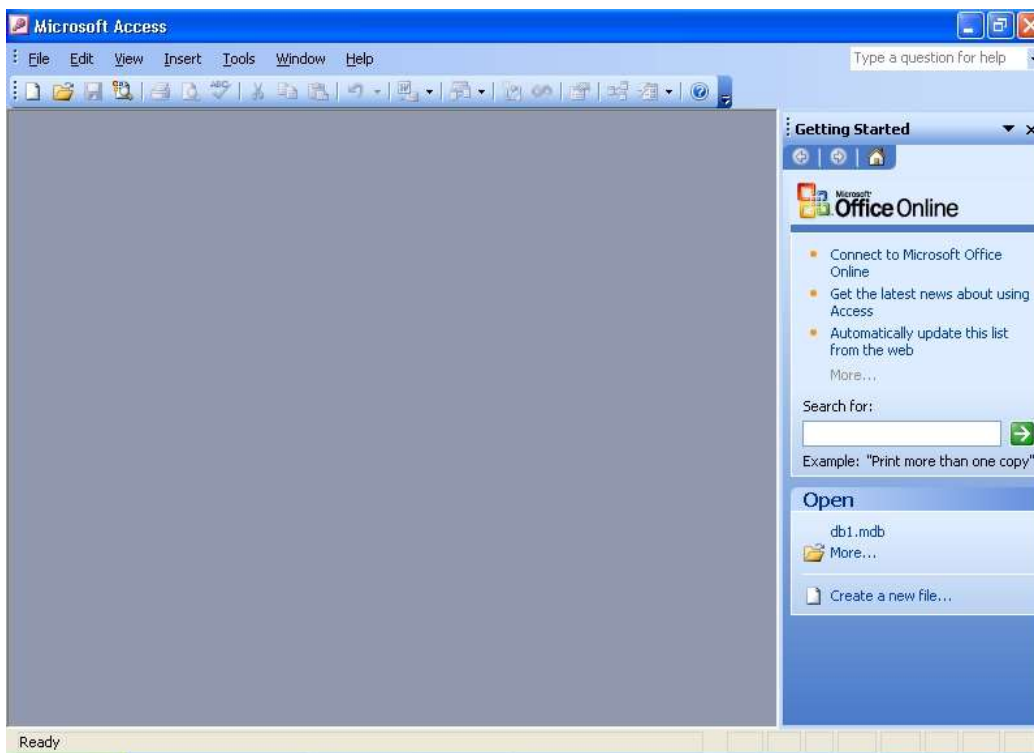 Microsoft Access
File Edit View Insert Tools Window Help
Type a question for help
Getting Started
Microsoft
Office Online
Connect to Microsoft Office
Online
Get the latest news about using
Access
Automatically update this list
from the web
More...
Search for:
Example: "Print more than one copy"
Open
db1.mdb
More...
Create a new file...
Ready